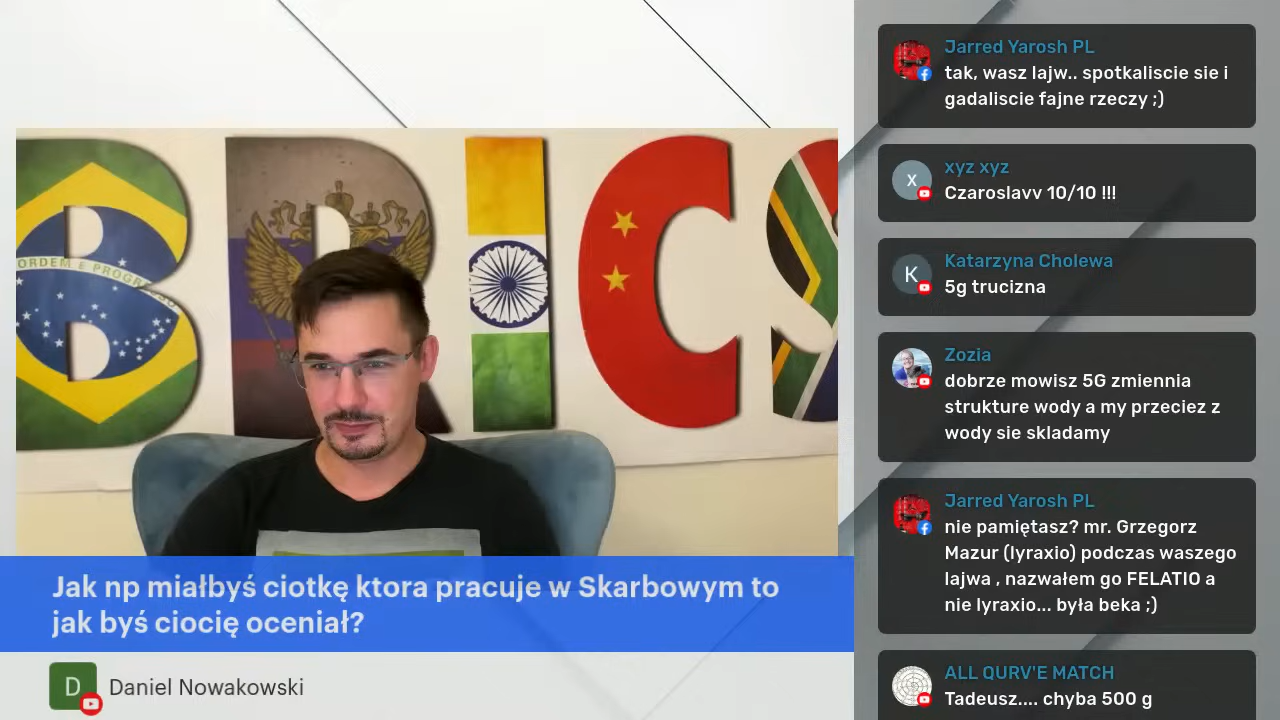 BRICS
ORDEM E PROGRESSO
Jak np miałbyś ciotkę ktora pracuje w Skarbowym to
jak byś ciocię oceniał?
D
Daniel Nowakowski
Jarred Yarosh PL
tak, wasz lajw.. spotkaliscie sie i
gadaliscie fajne rzeczy ;)
X
xyz xyz
Czaroslavv 10/10 !!!
K
Katarzyna Cholewa
5g trucizna
Zozia
dobrze mowisz 5G zmiennia
strukture wody a my przeciez z
wody sie skladamy
Jarred Yarosh PL
nie pamiętasz? mr. Grzegorz
Mazur (lyraxio) podczas waszego
lajwa , nazwałem go FELATIO a
nie lyraxio... była beka ;)
ALL QURV'E MATCH
Tadeusz.... chyba 500 g